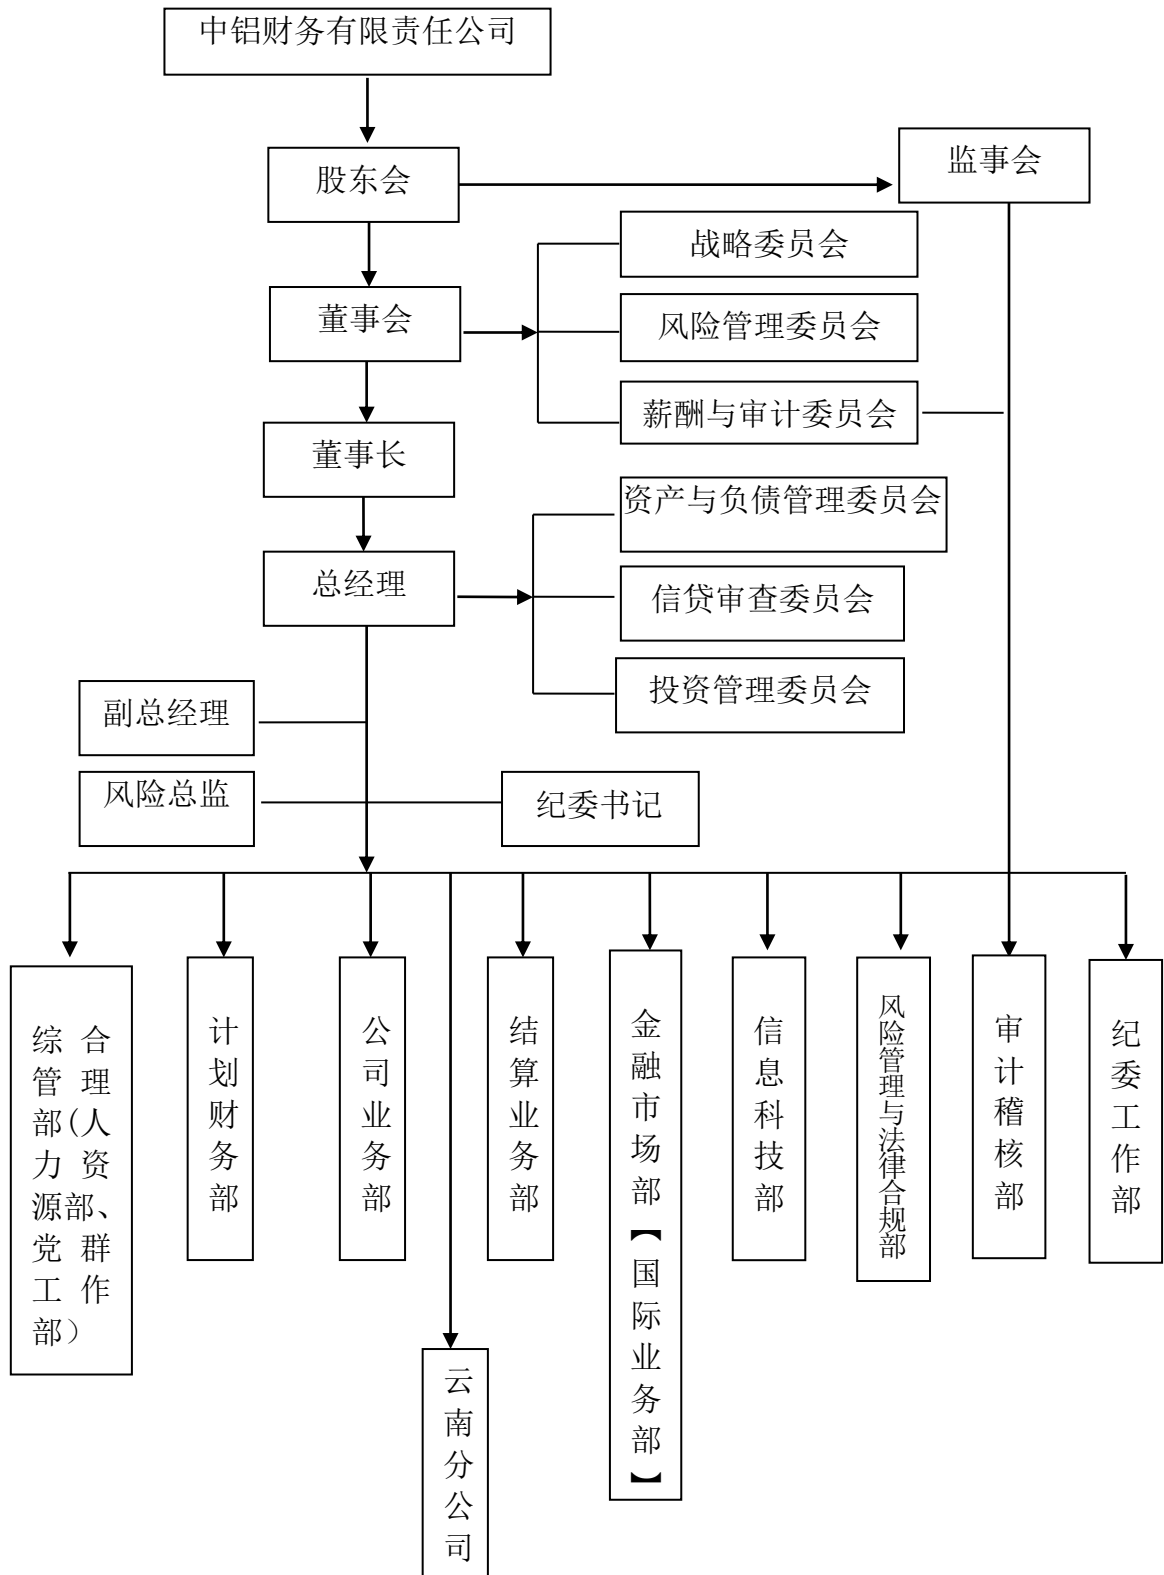 中铝财务有限责任公司
股东会
监事会
战略委员会
董事会
风险管理委员会
薪酬与审计委员会
董事长
资产与负债管理委员会
总经理
信贷审查委员会
投资管理委员会
副总经理
风险总监
纪委书记
综合
管理
部(人
力资
源部、
党群
工作
部）
计划财务部
公司业务部
云南分公司
结算业务部
金融市场部【国际业务部】
信息科技部
风险管理与法律合规部
审计稽核部
纪委工作部